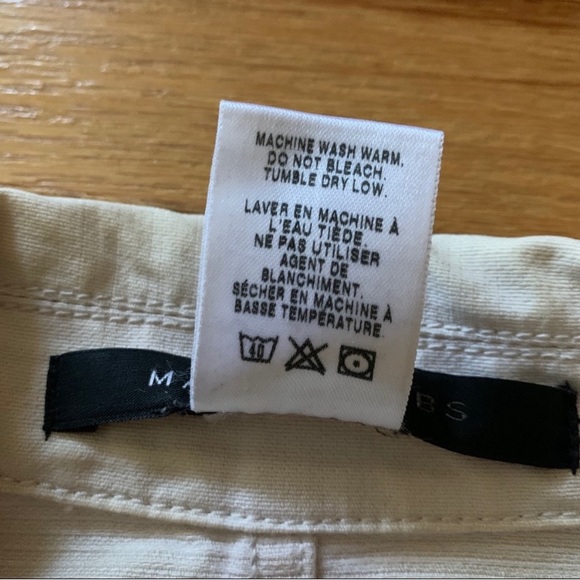 MACHINE WASH WARM.
DO NOT BLEACH.
TUMBLE DRY LOW.
LAVER EN MACHINE À
L'EAU TIÈDE.
NE PAS UTILISER
AGENT DE
BLANCHIMENT.
SÉCHER EN MACHINE À
BASSE TEMPÉRATURE.
40